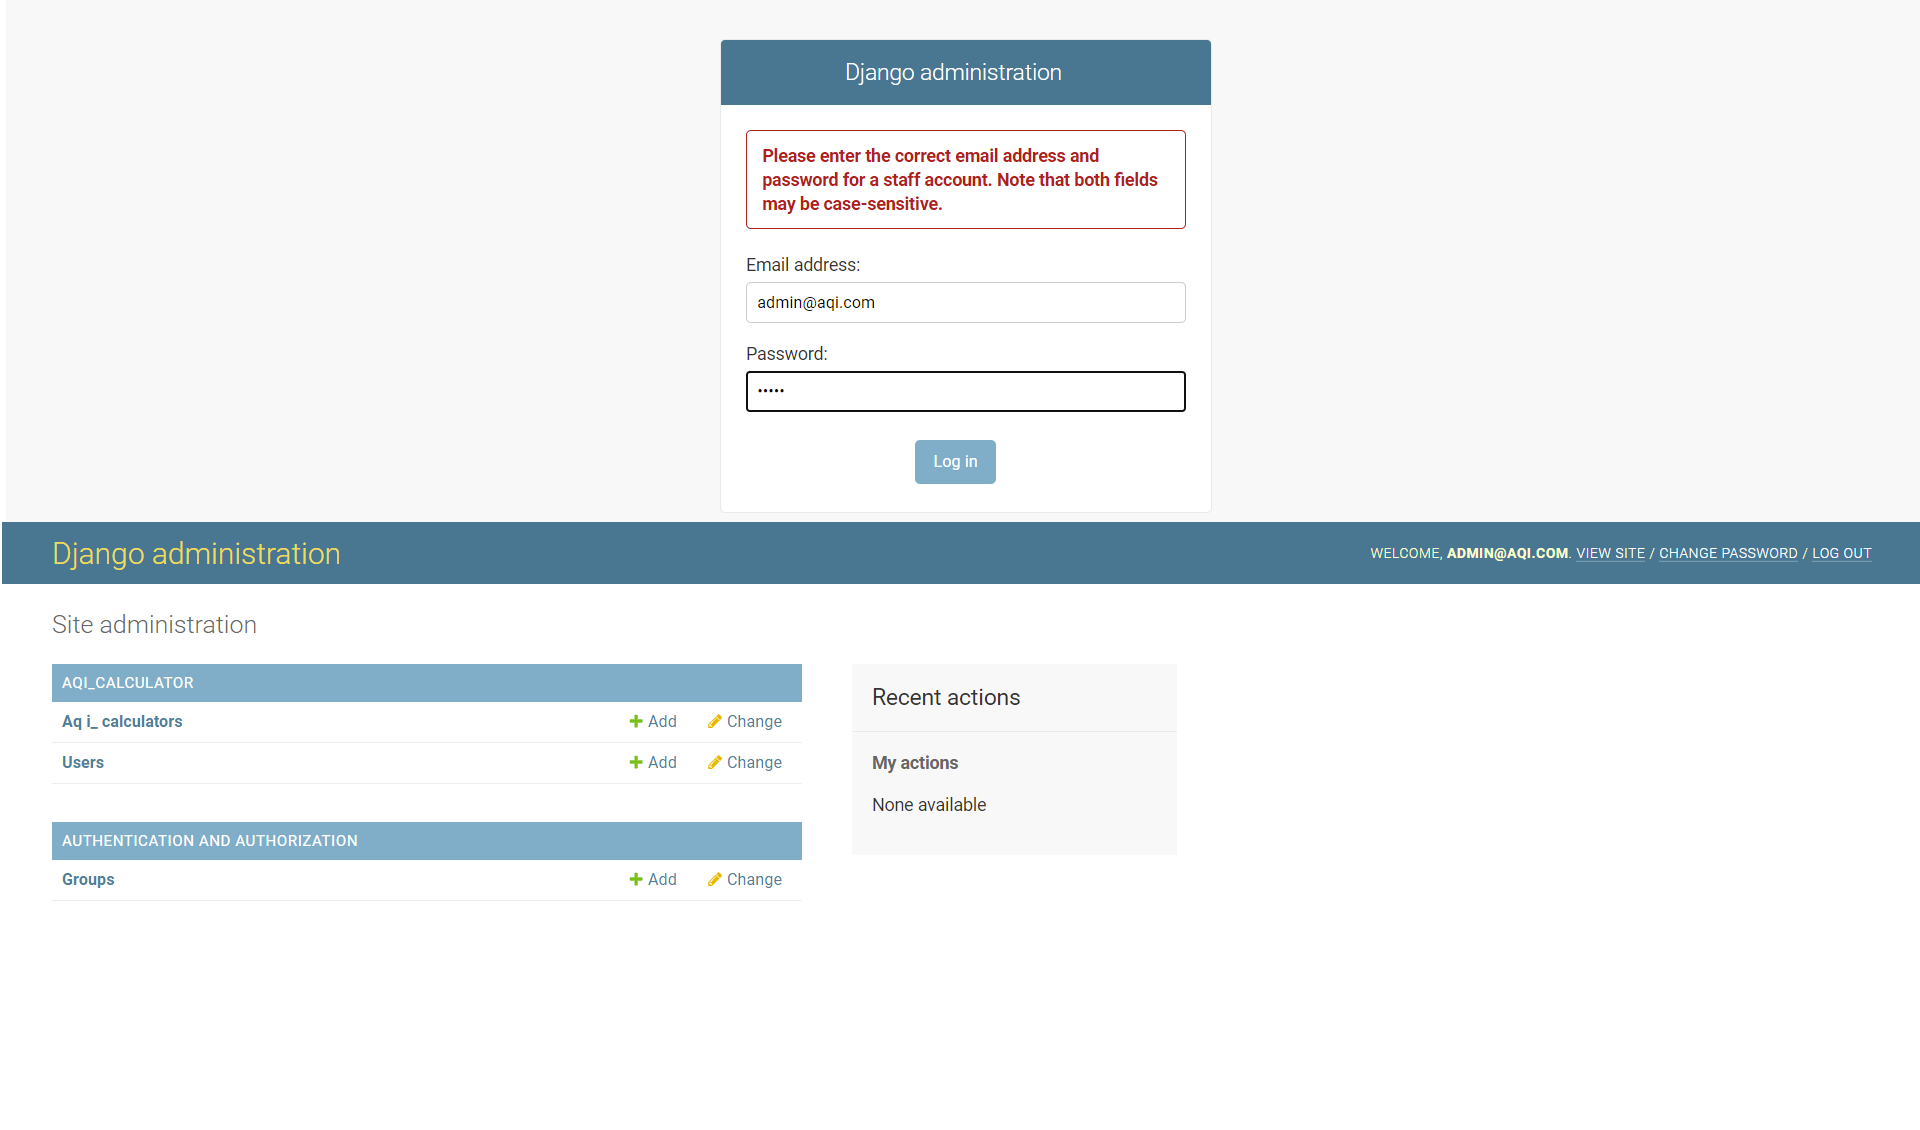 Django administration
Please enter the correct email address and
password for a staff account. Note that both fields
may be case-sensitive.
Email address:
admin@aqi.com
Password:
•••••
Log in
Django administration
WELCOME, ADMIN@AQI.COM. VIEW SITE / CHANGE PASSWORD / LOG OUT
Site administration
AQI_CALCULATOR
Aq i_ calculators Add Change
Users Add Change
AUTHENTICATION AND AUTHORIZATION
Groups Add Change
Recent actions
My actions
None available